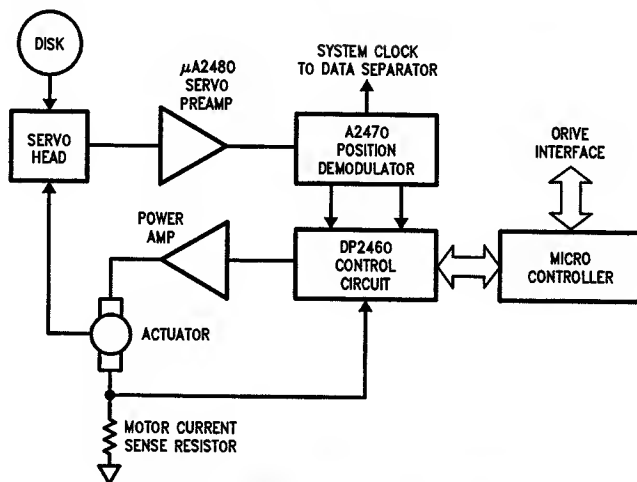 DISK
SERVO
HEAD
μA2480
SERVO
PREAMP
SYSTEM CLOCK
TO DATA SEPARATOR
A2470
POSITION
DEMODULATOR
ORIVE
INTERFACE
POWER
AMP
DP2460
CONTROL
CIRCUIT
MICRO
CONTROLLER
ACTUATOR
MOTOR CURRENT
SENSE RESISTOR